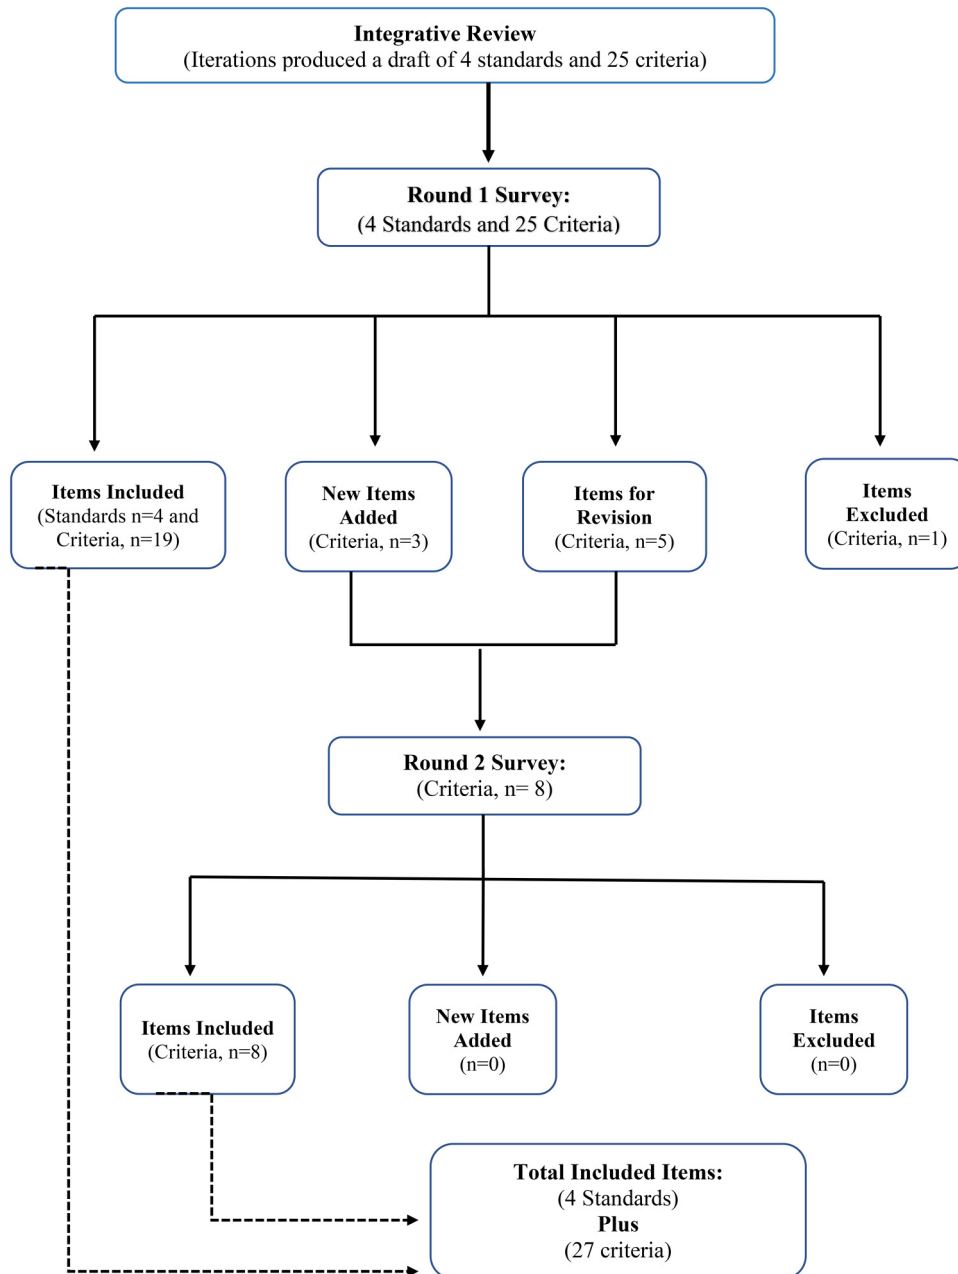 Integrative Review
(Iterations produced a draft of 4 standards and 25 criteria)
Round 1 Survey:
(4 Standards and 25 Criteria)
Items Included
(Standards n=4 and
Criteria, n=19)
New Items
Added
(Criteria, n=3)
Items for
Revision
(Criteria, n=5)
Items
Excluded
(Criteria, n=1)
Round 2 Survey:
(Criteria, n= 8)
Items Included
(Criteria, n=8)
New Items
Added
(n=0)
Items
Excluded
(n=0)
Total Included Items:
(4 Standards)
Plus
(27 criteria)